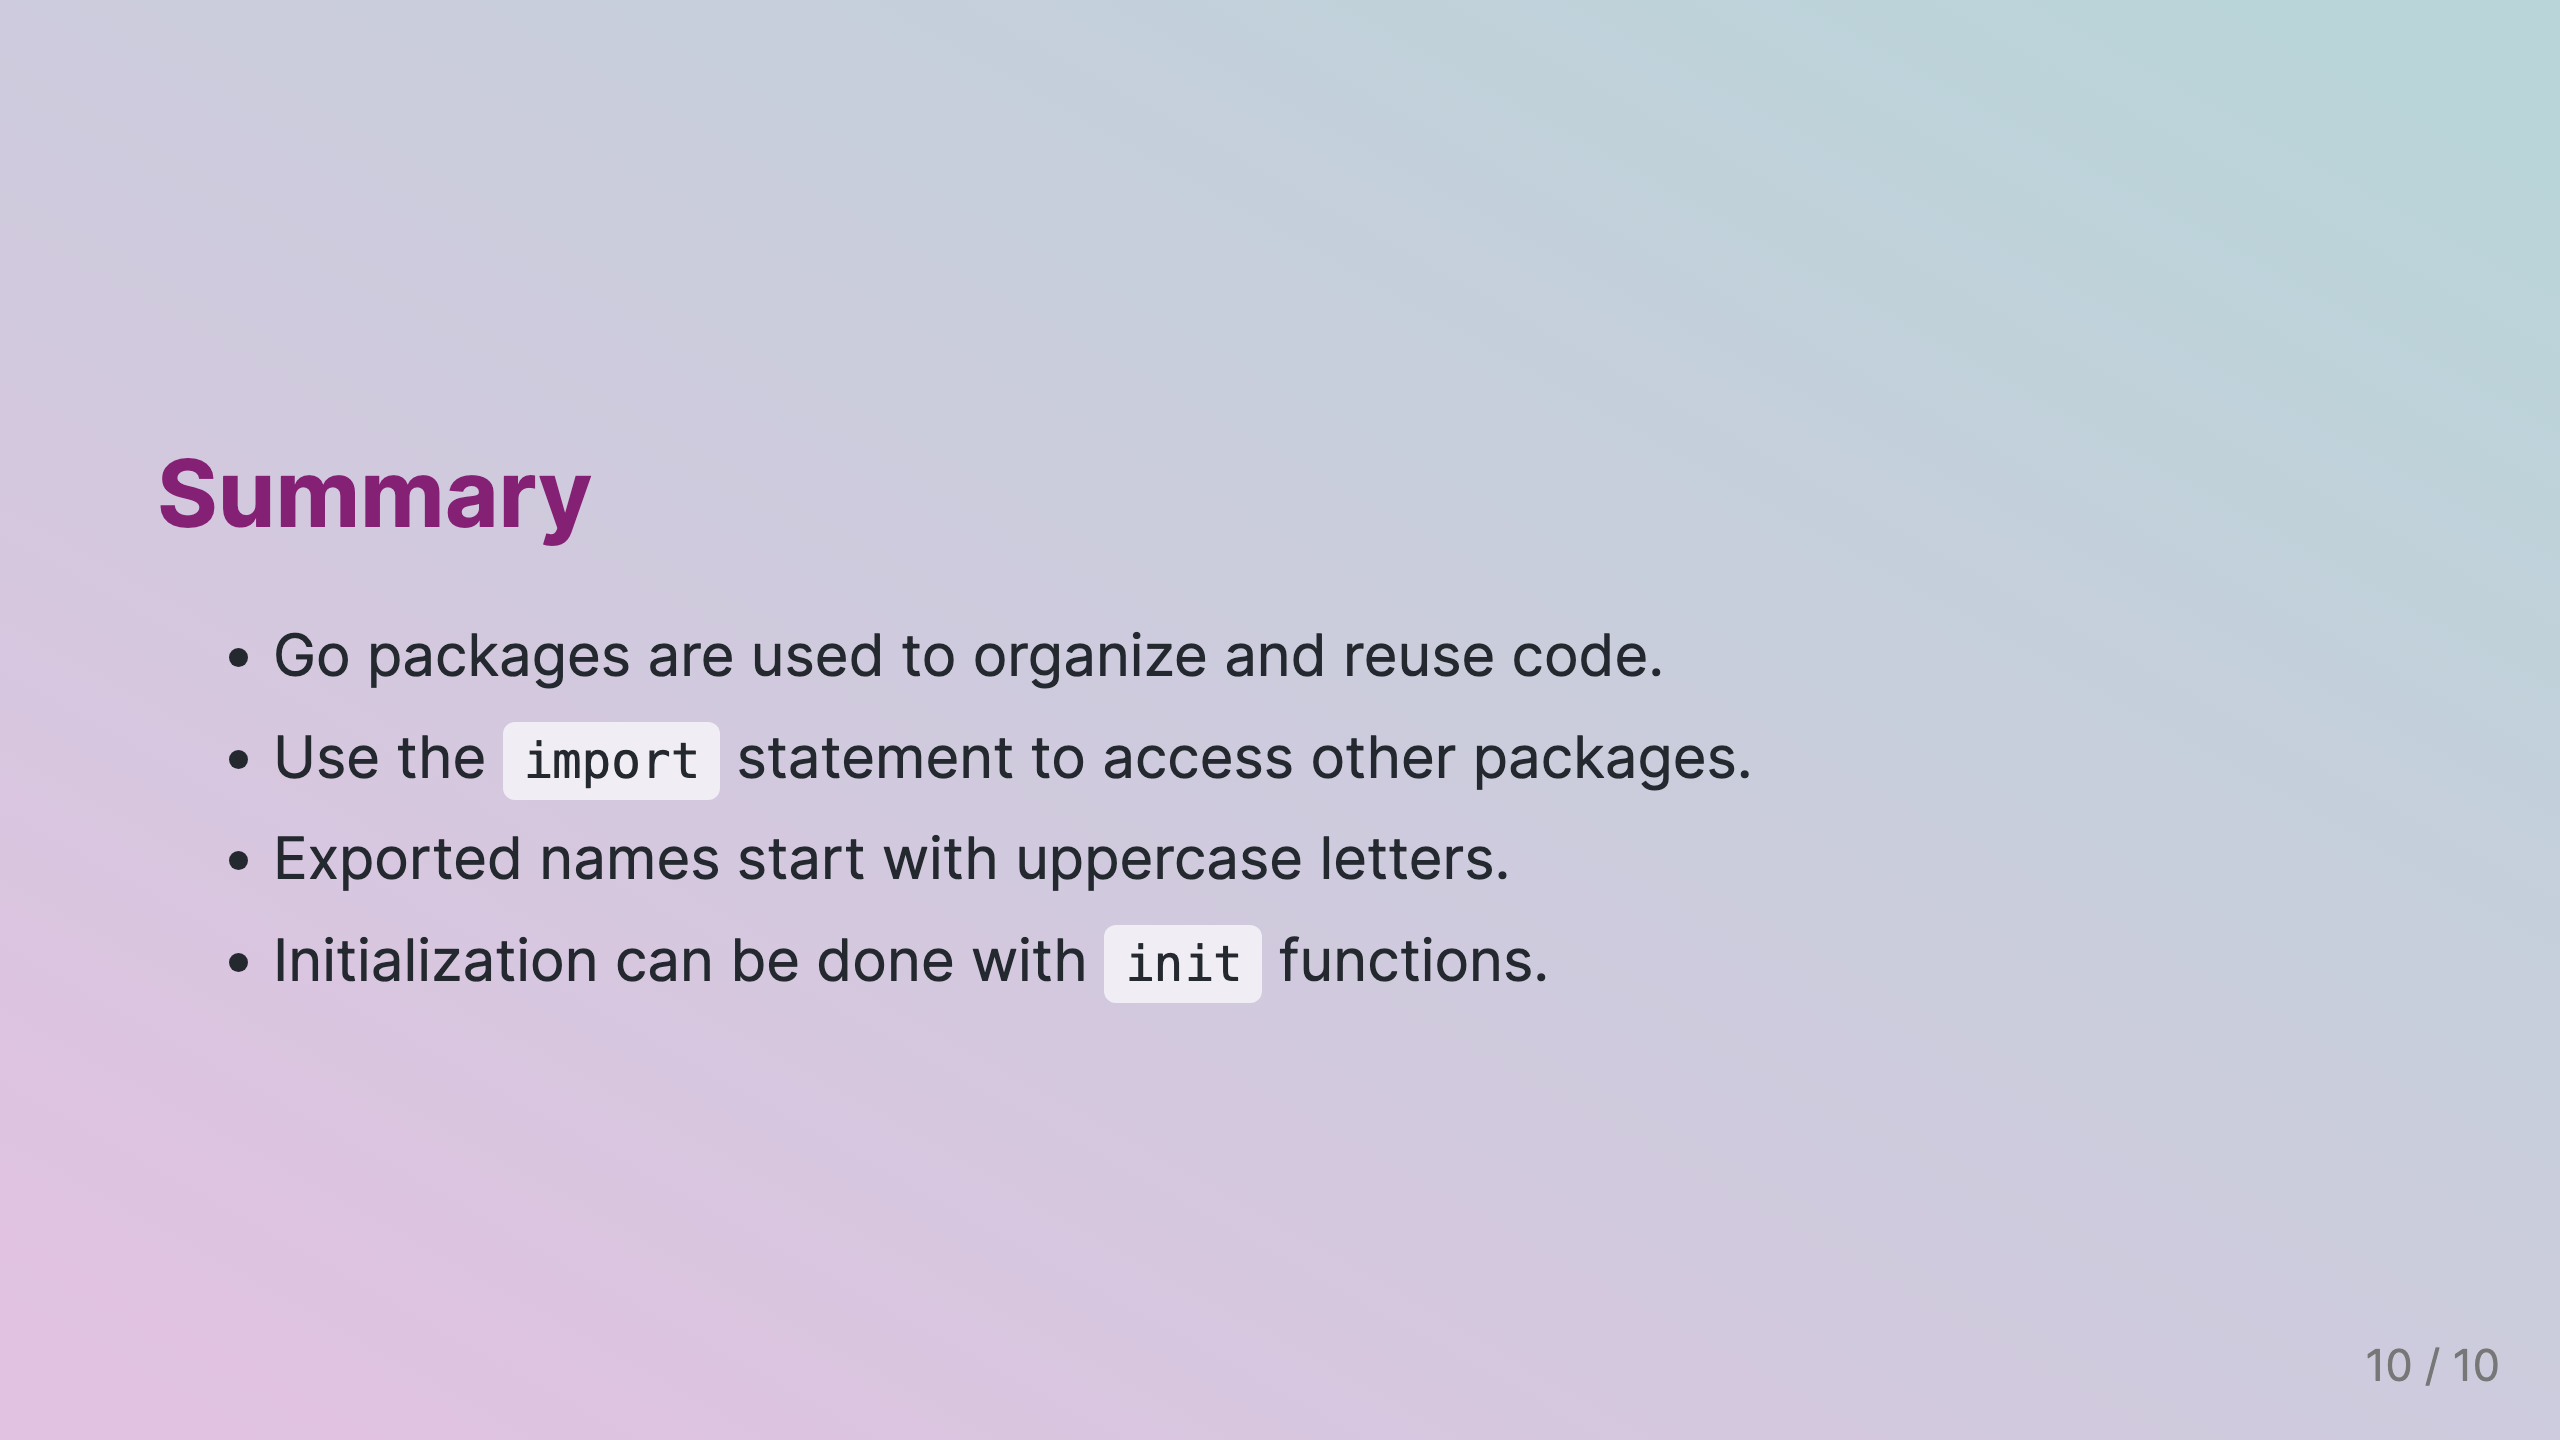 Summary
• Go packages are used to organize and reuse code.
• Use the import statement to access other packages.
• Exported names start with uppercase letters.
• Initialization can be done with init functions.
10 / 10